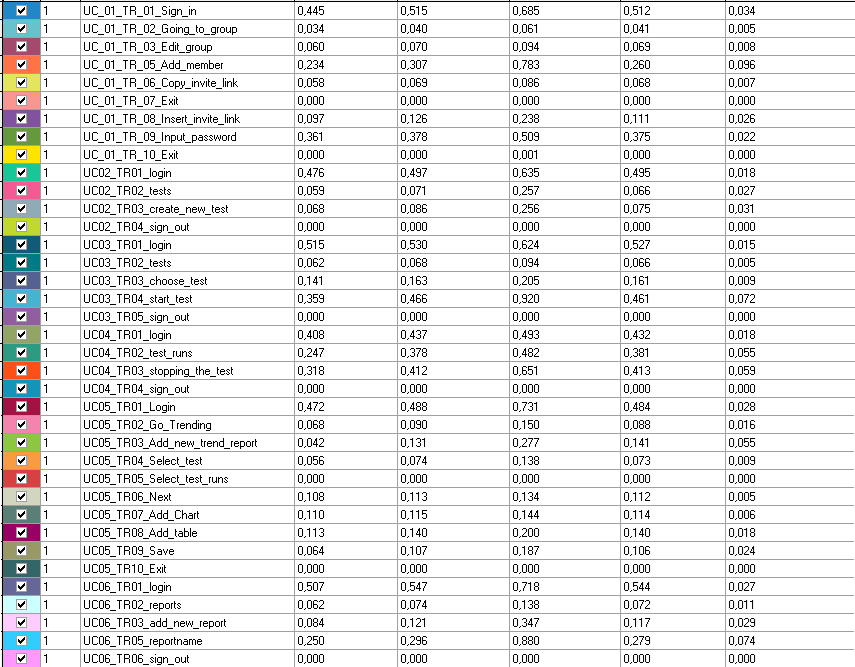 1 UC_01_TR_01_Sign_in 0,445 0,515 0,685 0,512 0,034
1 UC_01_TR_02_Going_to_group 0,034 0,040 0,061 0,041 0,005
1 UC_01_TR_03_Edit_group 0,060 0,070 0,094 0,069 0,008
1 UC_01_TR_05_Add_member 0,234 0,307 0,783 0,260 0,096
1 UC_01_TR_06_Copy_invite_link 0,058 0,069 0,086 0,068 0,007
1 UC_01_TR_07_Exit 0,000 0,000 0,000 0,000 0,000
1 UC_01_TR_08_Insert_invite_link 0,097 0,126 0,238 0,111 0,026
1 UC_01_TR_09_Input_password 0,361 0,378 0,509 0,375 0,022
1 UC_01_TR_10_Exit 0,000 0,000 0,001 0,000 0,000
1 UC02_TR01_login 0,476 0,497 0,635 0,495 0,018
1 UC02_TR02_tests 0,059 0,071 0,257 0,066 0,027
1 UC02_TR03_create_new_test 0,068 0,086 0,256 0,075 0,031
1 UC02_TR04_sign_out 0,000 0,000 0,000 0,000 0,000
1 UC03_TR01_login 0,515 0,530 0,624 0,527 0,015
1 UC03_TR02_tests 0,062 0,068 0,094 0,066 0,005
1 UC03_TR03_choose_test 0,141 0,163 0,205 0,161 0,009
1 UC03_TR04_start_test 0,359 0,466 0,920 0,461 0,072
1 UC03_TR05_sign_out 0,000 0,000 0,000 0,000 0,000
1 UC04_TR01_login 0,408 0,437 0,493 0,432 0,018
1 UC04_TR02_test_runs 0,247 0,378 0,482 0,381 0,055
1 UC04_TR03_stopping_the_test 0,318 0,412 0,651 0,413 0,059
1 UC04_TR04_sign_out 0,000 0,000 0,000 0,000 0,000
1 UC05_TR01_Login 0,472 0,488 0,731 0,484 0,028
1 UC05_TR02_Go_Trending 0,068 0,090 0,150 0,088 0,016
1 UC05_TR03_Add_new_trend_report 0,042 0,131 0,277 0,141 0,055
1 UC05_TR04_Select_test 0,056 0,074 0,138 0,073 0,009
1 UC05_TR05_Select_test_runs 0,000 0,000 0,000 0,000 0,000
1 UC05_TR06_Next 0,108 0,113 0,134 0,112 0,005
1 UC05_TR07_Add_Chart 0,110 0,115 0,144 0,114 0,006
1 UC05_TR08_Add_table 0,113 0,140 0,200 0,140 0,018
1 UC05_TR09_Save 0,064 0,107 0,187 0,106 0,024
1 UC05_TR10_Exit 0,000 0,000 0,000 0,000 0,000
1 UC06_TR01_login 0,507 0,547 0,718 0,544 0,027
1 UC06_TR02_reports 0,062 0,074 0,138 0,072 0,011
1 UC06_TR03_add_new_report 0,084 0,121 0,347 0,117 0,029
1 UC06_TR05_reportname 0,250 0,296 0,880 0,279 0,074
1 UC06_TR06_sign_out 0,000 0,000 0,000 0,000 0,000